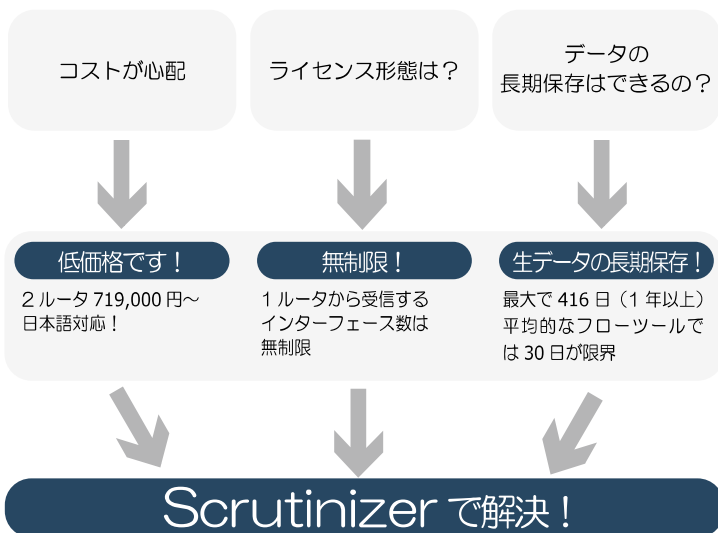 コストが心配
ライセンス形態は？
データの
長期保存はできるの？
低価格です！
2ルータ 719,000 円～
日本語対応！
無制限！
1ルータから受信する
インターフェース数は
無制限
生データの長期保存！
最大で 416 日（1 年以上）
平均的なフローツールで
は 30 日が限界
Scrutinizer で解決！